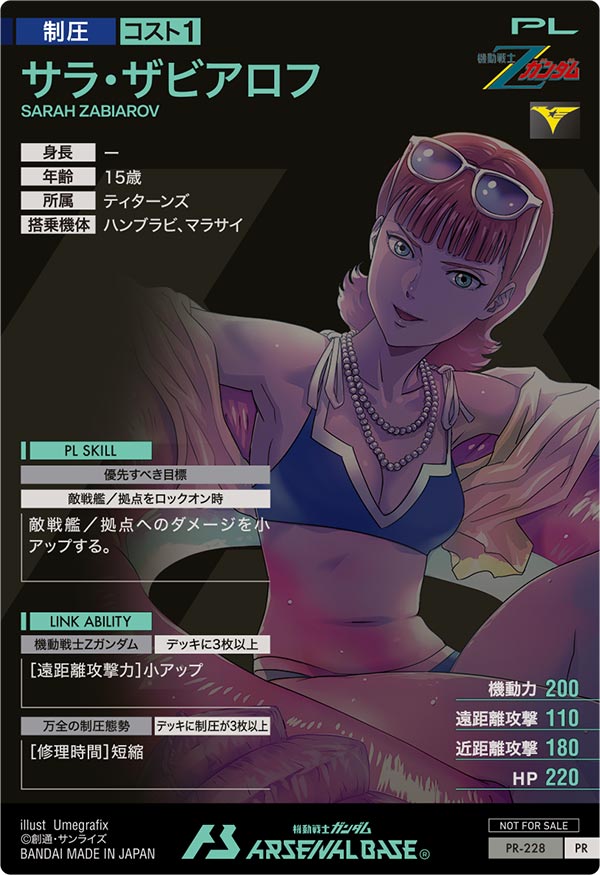 制圧 コスト1 PL
サラ・ザビアロフ
SARAH ZABIAROV
機動戦士
Zガンダム
身長 ー
年齢 15歳
所属 ティターンズ
搭乗機体 ハンブラビ、マラサイ
PL SKILL
優先すべき目標
敵戦艦／拠点をロックオン時
敵戦艦／拠点へのダメージを小
アップする。
LINK ABILITY
機動戦士Zガンダム デッキに3枚以上
[遠距離攻撃力]小アップ
万全の制圧態勢 デッキに制圧が3枚以上
[修理時間]短縮
機動力 200
遠距離攻撃 110
近距離攻撃 180
HP 220
illust Umegrafix
©創通・サンライズ
BANDAI MADE IN JAPAN
機動戦士ガンダム
ARSENAL BASE®
NOT FOR SALE
PR-228 PR